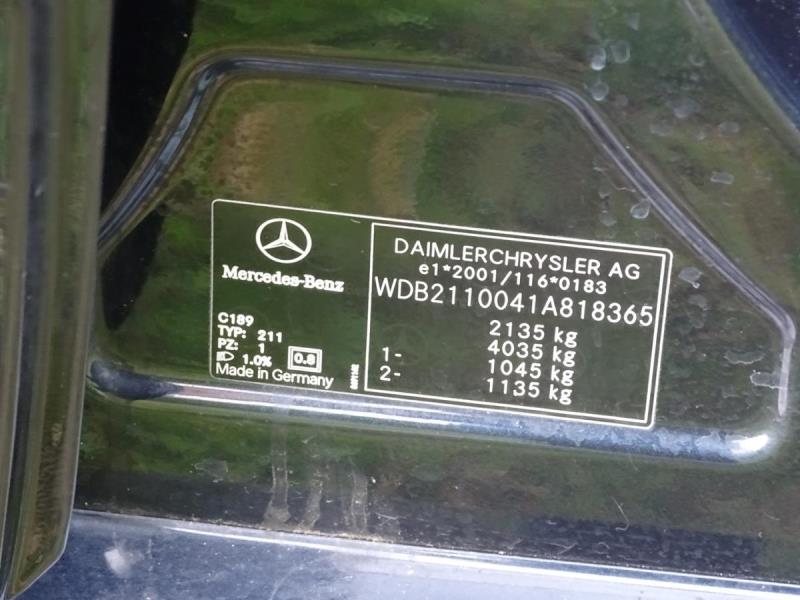 Mercedes-Benz
C189
TYP: 211
PZ: 1
1.0% 0.8
Made in Germany
DAIMLERCHRYSLER AG
e1*2001/116*0183
WDB2110041A818365
2135 kg
4035 kg
1- 1045 kg
2- 1135 kg